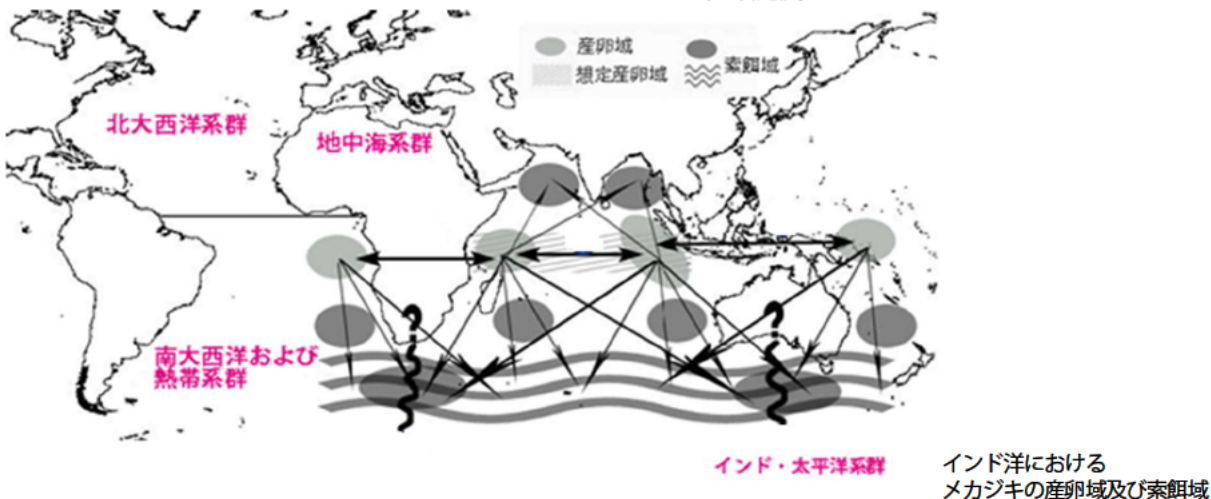 産卵域
想定産卵域
索餌域
北大西洋系群
地中海系群
南大西洋および
熱帯系群
?
?
インド・太平洋系群
インド洋における
メカジキの産卵域及び索餌域